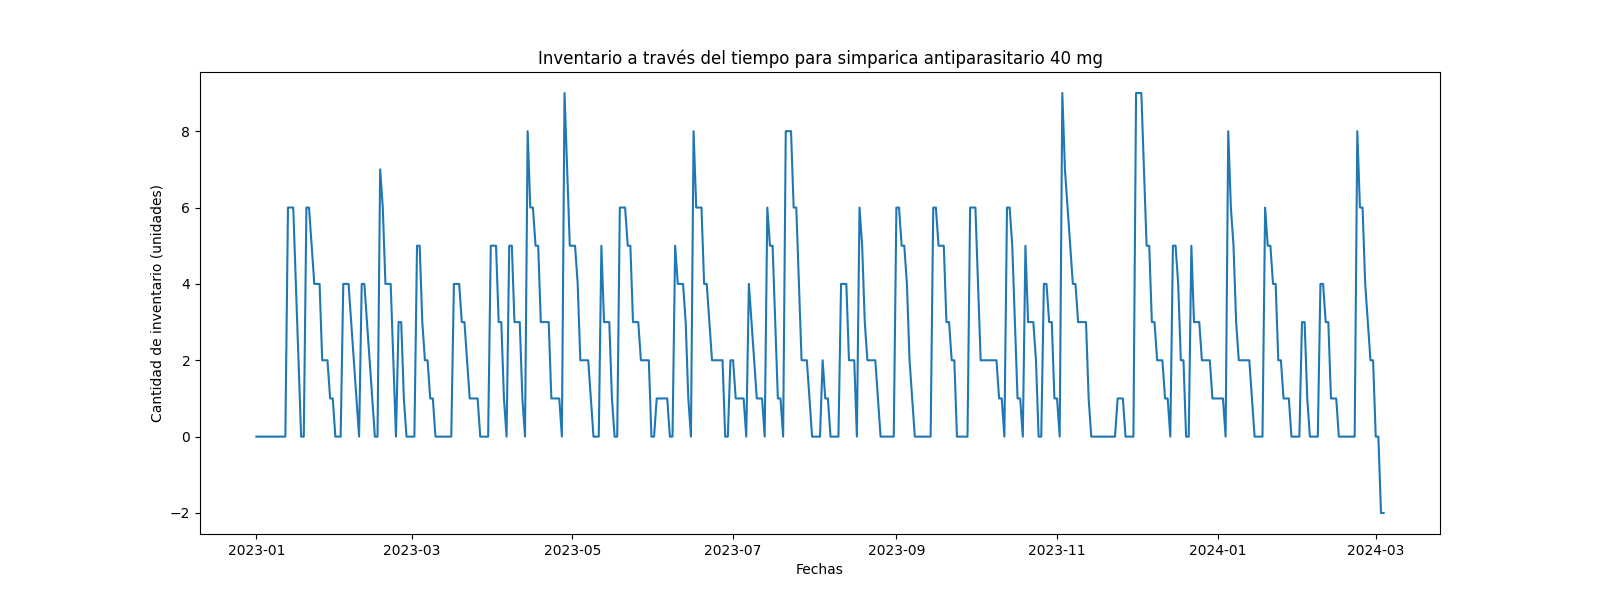 Inventario a través del tiempo para simparica antiparasitario 40 mg
Cantidad de inventario (unidades)
8
6
4
2
0
−2
2023-01 2023-03 2023-05 2023-07 2023-09 2023-11 2024-01 2024-03
Fechas